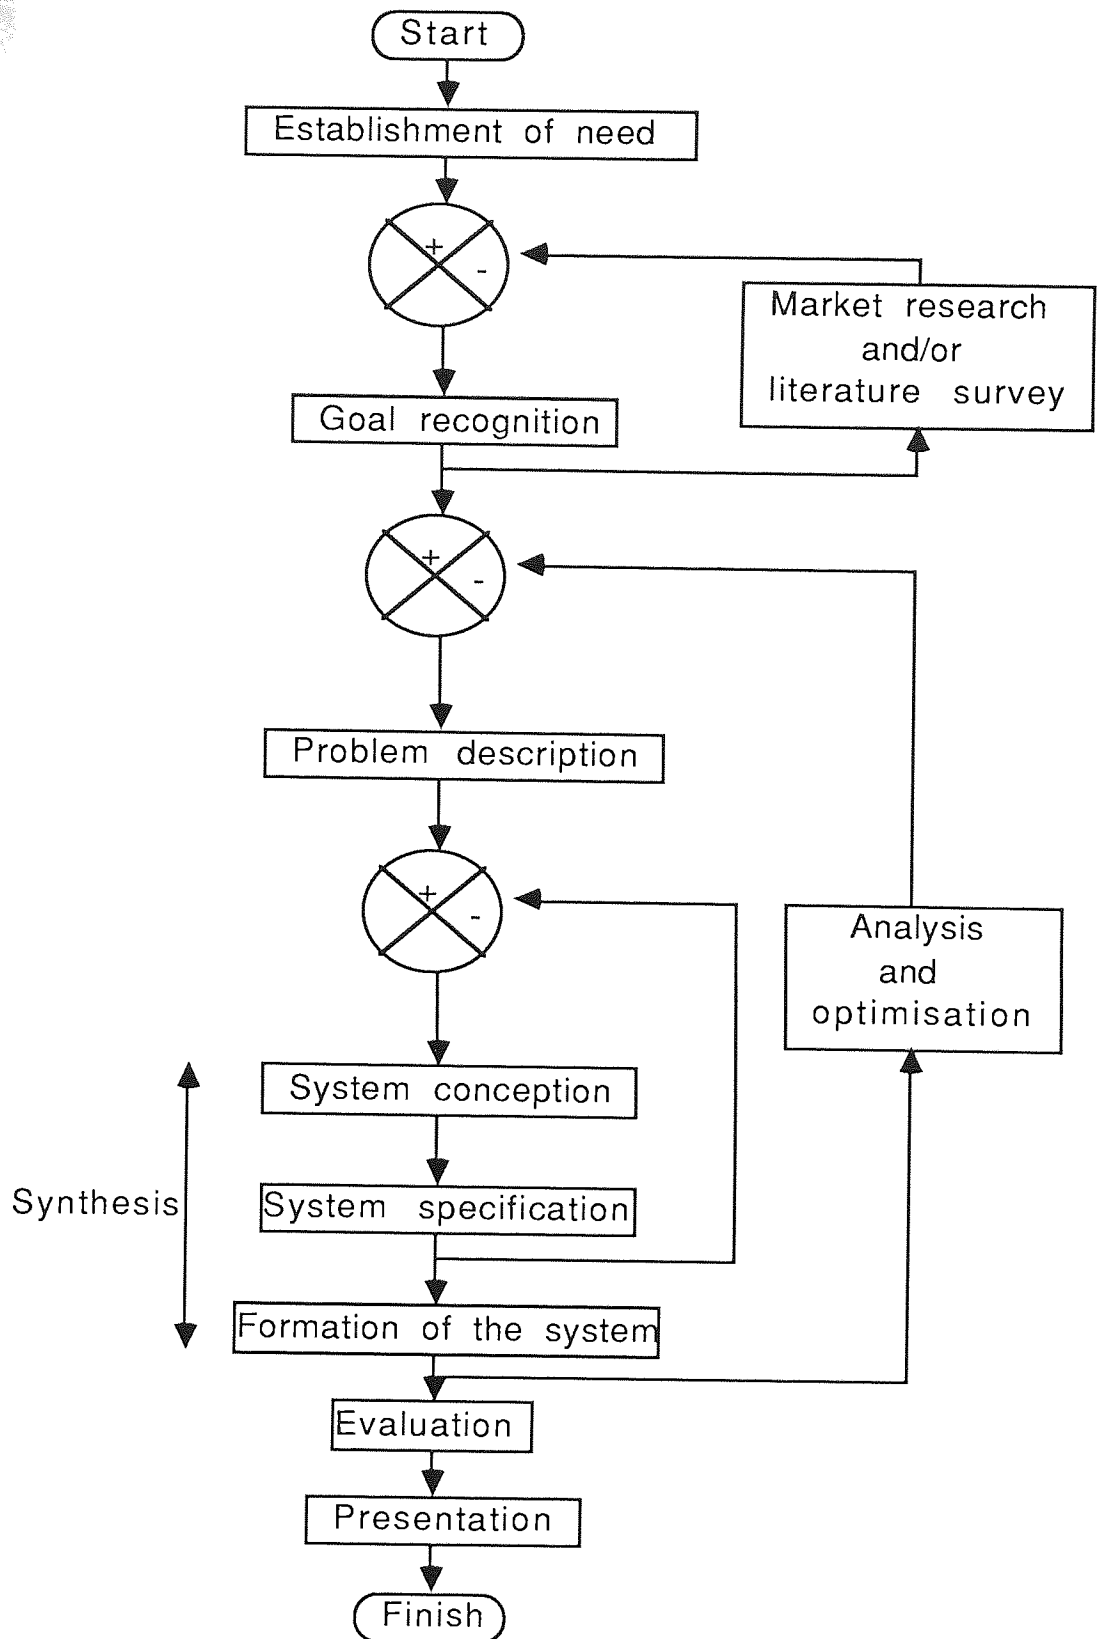 Start
Establishment of need
+
-
Market research
and/or
literature survey
Goal recognition
+
-
Problem description
+
-
Analysis
and
optimisation
System conception
Synthesis
System specification
Formation of the system
Evaluation
Presentation
Finish